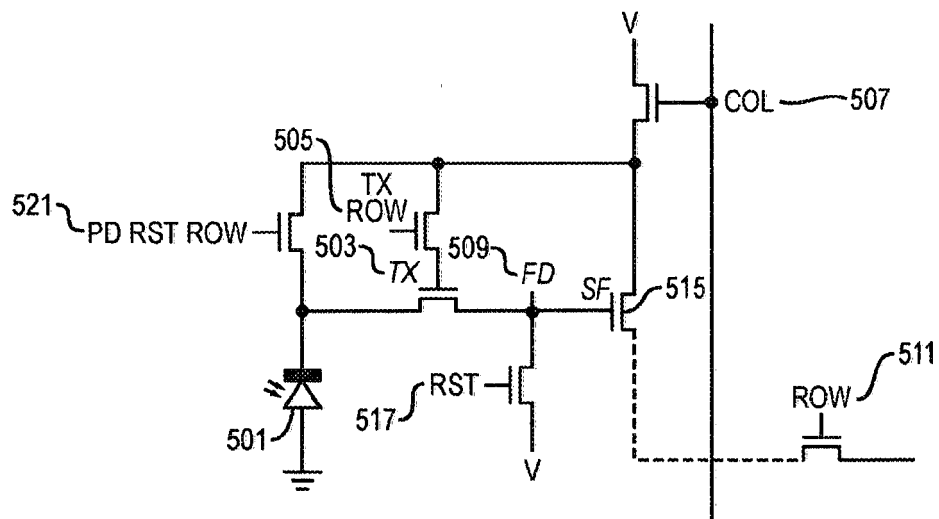 V
COL 507
505
TX
ROW
521
PD RST ROW
503
TX
509
FD
SF
515
511
ROW
517
RST
501
V